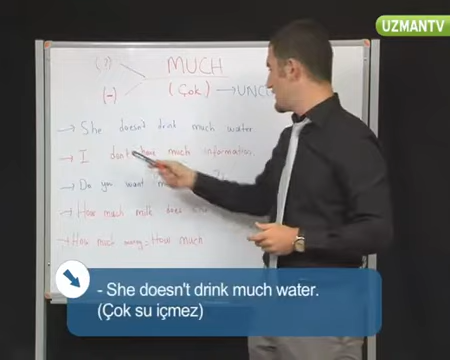 UZMANTV
(?)
MUCH
(-) (Çok) → UNC
→ She doesn't drink much water
→ I don't have much information.
→ Do you want
→ How much milk does
→ How much money = How much
- She doesn't drink much water.
(Çok su içmez)